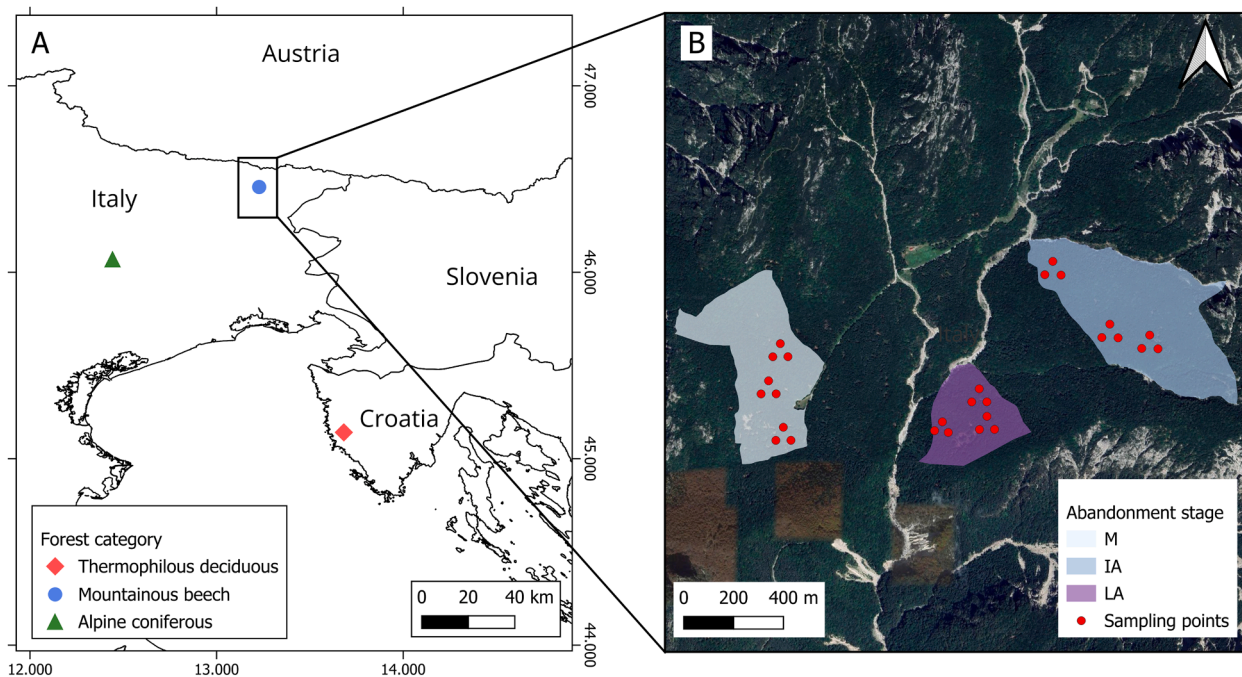 A
Austria
Italy
Slovenia
Croatia
47.000
46.000
45.000
44.000
12.000
13.000
14.000
Forest category
Thermophilous deciduous
Mountainous beech
Alpine coniferous
0 20 40 km
B
Abandonment stage
M
IA
LA
Sampling points
0 200 400 m